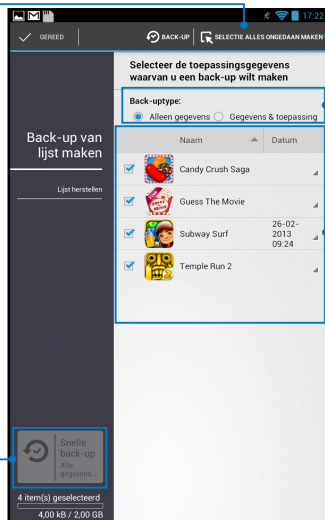 17:22
GEREED
BACK-UP
SELECTIE ALLES ONGEDAAN MAKEN
Selecteer de toepassingsgegevens
waarvan u een back-up wilt maken
Back-uptype:
Alleen gegevens
Gegevens & toepassing
Back-up van
lijst maken
Lijst herstellen
Naam
Datum
Candy Crush Saga
Guess The Movie
Subway Surf
26-02-
2013
09:24
Temple Run 2
Snelle
back-up
Alle
gegevens...
4 item(s) geselecteerd
4,00 kB / 2,00 GB